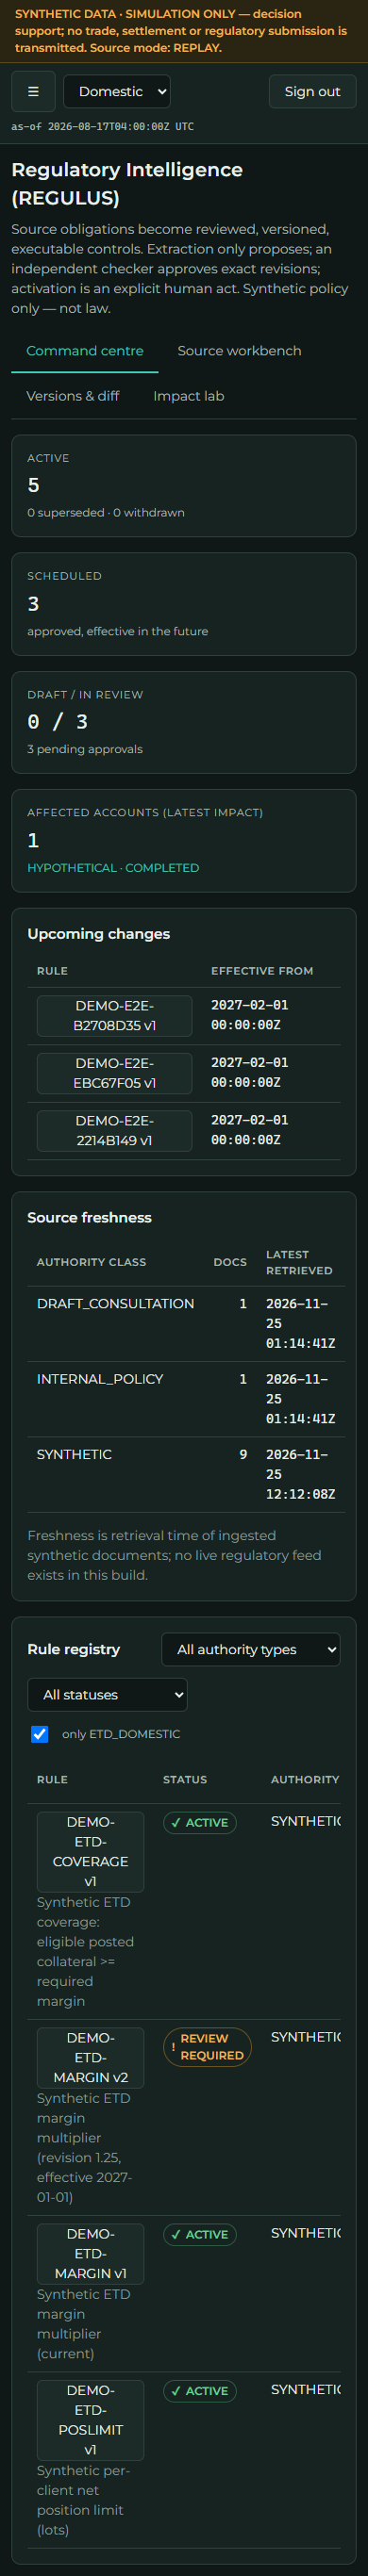 SYNTHETIC DATA · SIMULATION ONLY — decision
support; no trade, settlement or regulatory submission is
transmitted. Source mode: REPLAY.
☰ Domestic Sign out
as-of 2026-08-17T04:00:00Z UTC
Regulatory Intelligence
(REGULUS)
Source obligations become reviewed, versioned,
executable controls. Extraction only proposes; an
independent checker approves exact revisions;
activation is an explicit human act. Synthetic policy
only — not law.
Command centre Source workbench
Versions & diff Impact lab
ACTIVE
5
0 superseded · 0 withdrawn
SCHEDULED
3
approved, effective in the future
DRAFT / IN REVIEW
0 / 3
3 pending approvals
AFFECTED ACCOUNTS (LATEST IMPACT)
1
HYPOTHETICAL · COMPLETED
Upcoming changes
RULE EFFECTIVE FROM
DEMO-E2E-
B2708D35 v1
2027-02-01
00:00:00Z
DEMO-E2E-
EBC67F05 v1
2027-02-01
00:00:00Z
DEMO-E2E-
2214B149 v1
2027-02-01
00:00:00Z
Source freshness
AUTHORITY CLASS DOCS LATEST
RETRIEVED
DRAFT_CONSULTATION 1 2026-11-
25
01:14:41Z
INTERNAL_POLICY 1 2026-11-
25
01:14:41Z
SYNTHETIC 9 2026-11-
25
12:12:08Z
Freshness is retrieval time of ingested
synthetic documents; no live regulatory feed
exists in this build.
Rule registry All authority types
All statuses
only ETD_DOMESTIC
RULE STATUS AUTHORITY
DEMO-
ETD-
COVERAGE
v1
✓ ACTIVE SYNTHETIC
Synthetic ETD
coverage:
eligible posted
collateral >=
required
margin
DEMO-
ETD-
MARGIN v2
! REVIEW
REQUIRED
SYNTHETIC
Synthetic ETD
margin
multiplier
(revision 1.25,
effective 2027-
01-01)
DEMO-
ETD-
MARGIN v1
✓ ACTIVE SYNTHETIC
Synthetic ETD
margin
multiplier
(current)
DEMO-
ETD-
POSLIMIT
v1
✓ ACTIVE SYNTHETIC
Synthetic per-
client net
position limit
(lots)